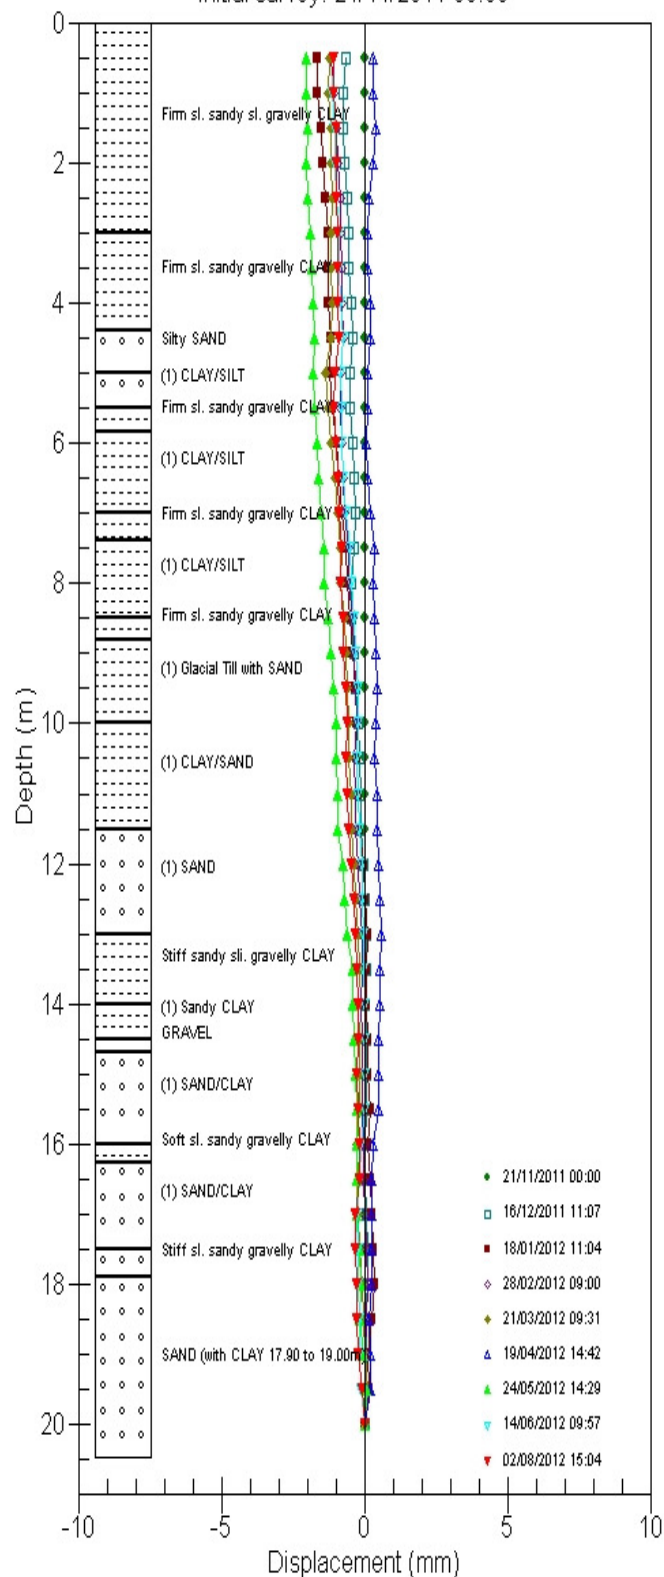 Initial survey: 21/11/2011 00:00
0
Firm sl. sandy sl. gravelly CLAY
2
Firm sl. sandy gravelly CLAY
4
Silty SAND
(1) CLAY/SILT
Firm sl. sandy gravelly CLAY
6
(1) CLAY/SILT
Firm sl. sandy gravelly CLAY
(1) CLAY/SILT
8
Firm sl. sandy gravelly CLAY
(1) Glacial Till with SAND
Depth (m)
10
(1) CLAY/SAND
12
(1) SAND
Stiff sandy sli. gravelly CLAY
14
(1) Sandy CLAY
GRAVEL
(1) SAND/CLAY
16
Soft sl. sandy gravelly CLAY
(1) SAND/CLAY
Stiff sl. sandy gravelly CLAY
18
SAND (with CLAY 17.90 to 19.00m
20
21/11/2011 00:00
16/12/2011 11:07
18/01/2012 11:04
28/02/2012 09:00
21/03/2012 09:31
19/04/2012 14:42
24/05/2012 14:29
14/06/2012 09:57
02/08/2012 15:04
-10 -5 0 5 10
Displacement (mm)